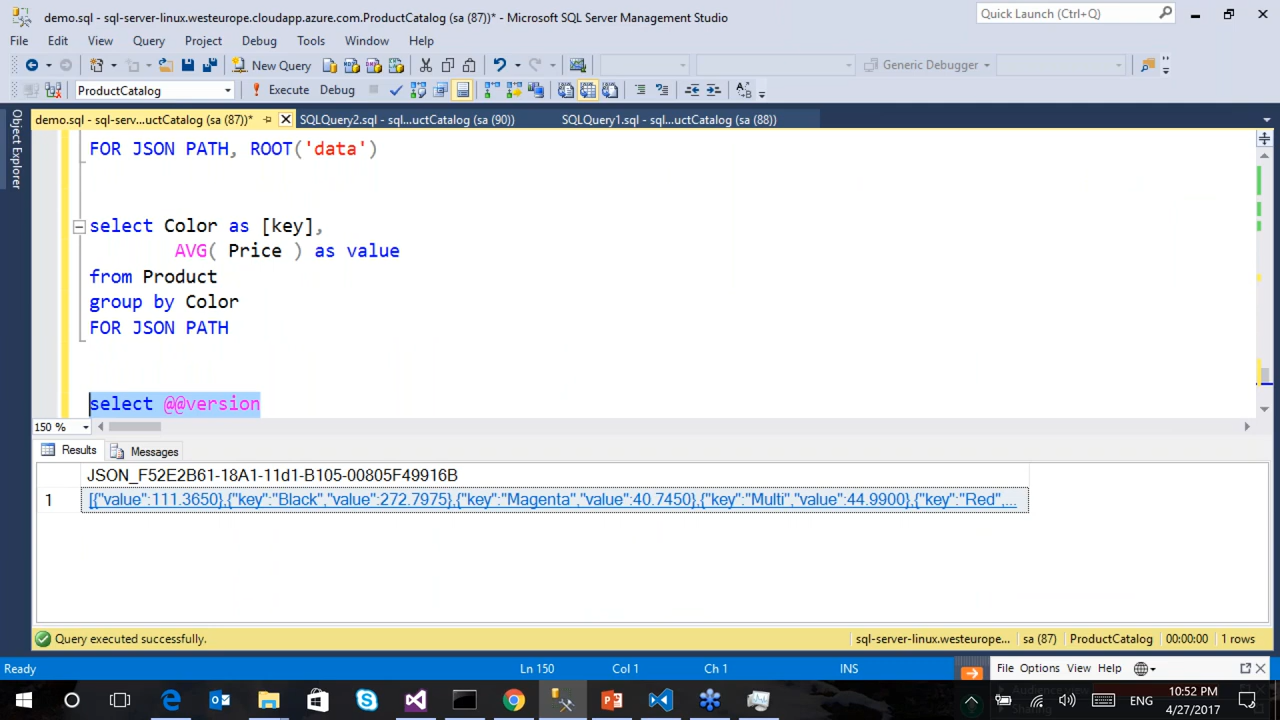 demo.sql - sql-server-linux.westeurope.cloudapp.azure.com.ProductCatalog (sa (87))* - Microsoft SQL Server Management Studio
Quick Launch (Ctrl+Q)
File Edit View Query Project Debug Tools Window Help
New Query
Generic Debugger
ProductCatalog
Execute Debug
Object Explorer
demo.sql - sql-serv...uctCatalog (sa (87))*
SQLQuery2.sql - sql...uctCatalog (sa (90))
SQLQuery1.sql - sq...uctCatalog (sa (88))
FOR JSON PATH, ROOT('data')
select Color as [key],
AVG( Price ) as value
from Product
group by Color
FOR JSON PATH
select @@version
150 %
Results Messages
JSON_F52E2B61-18A1-11d1-B105-00805F49916B
1 [{"value":111.3650},{"key":"Black","value":272.7975},{"key":"Magenta","value":40.7450},{"key":"Multi","value":44.9900},{"key":"Red",...
Query executed successfully.
sql-server-linux.westeurope... sa (87) ProductCatalog 00:00:00 1 rows
Ready Ln 150 Col 1 Ch 1 INS
File Options View Help
ENG
10:52 PM
4/27/2017